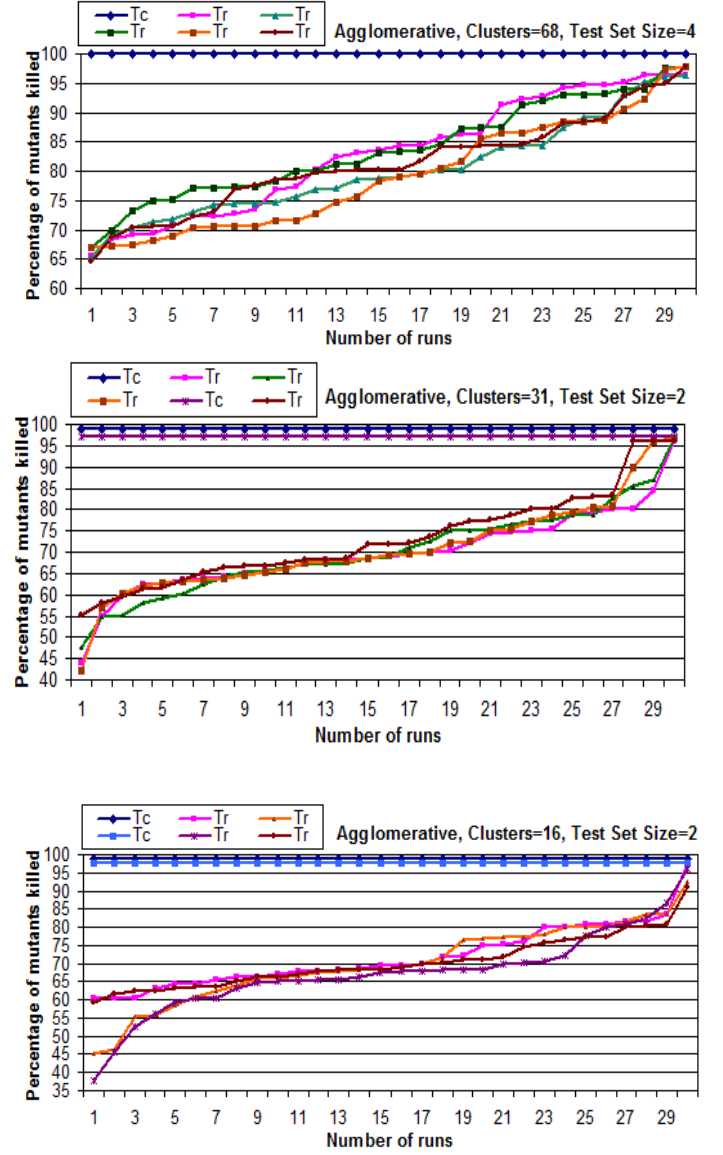 Tc Tr Tr
Tr Tr Tr
Agglomerative, Clusters=68, Test Set Size=4
Percentage of mutants killed
100
95
90
85
80
75
70
65
60
1 3 5 7 9 11 13 15 17 19 21 23 25 27 29
Number of runs
Tc Tr Tr
Tr Tc Tr
Agglomerative, Clusters=31, Test Set Size=2
Percentage of mutants killed
100
95
90
85
80
75
70
65
60
55
50
45
40
1 3 5 7 9 11 13 15 17 19 21 23 25 27 29
Number of runs
Tc Tr Tr
Tc Tr Tr
Agglomerative, Clusters=16, Test Set Size=2
Percentage of mutants killed
100
95
90
85
80
75
70
65
60
55
50
45
40
35
1 3 5 7 9 11 13 15 17 19 21 23 25 27 29
Number of runs